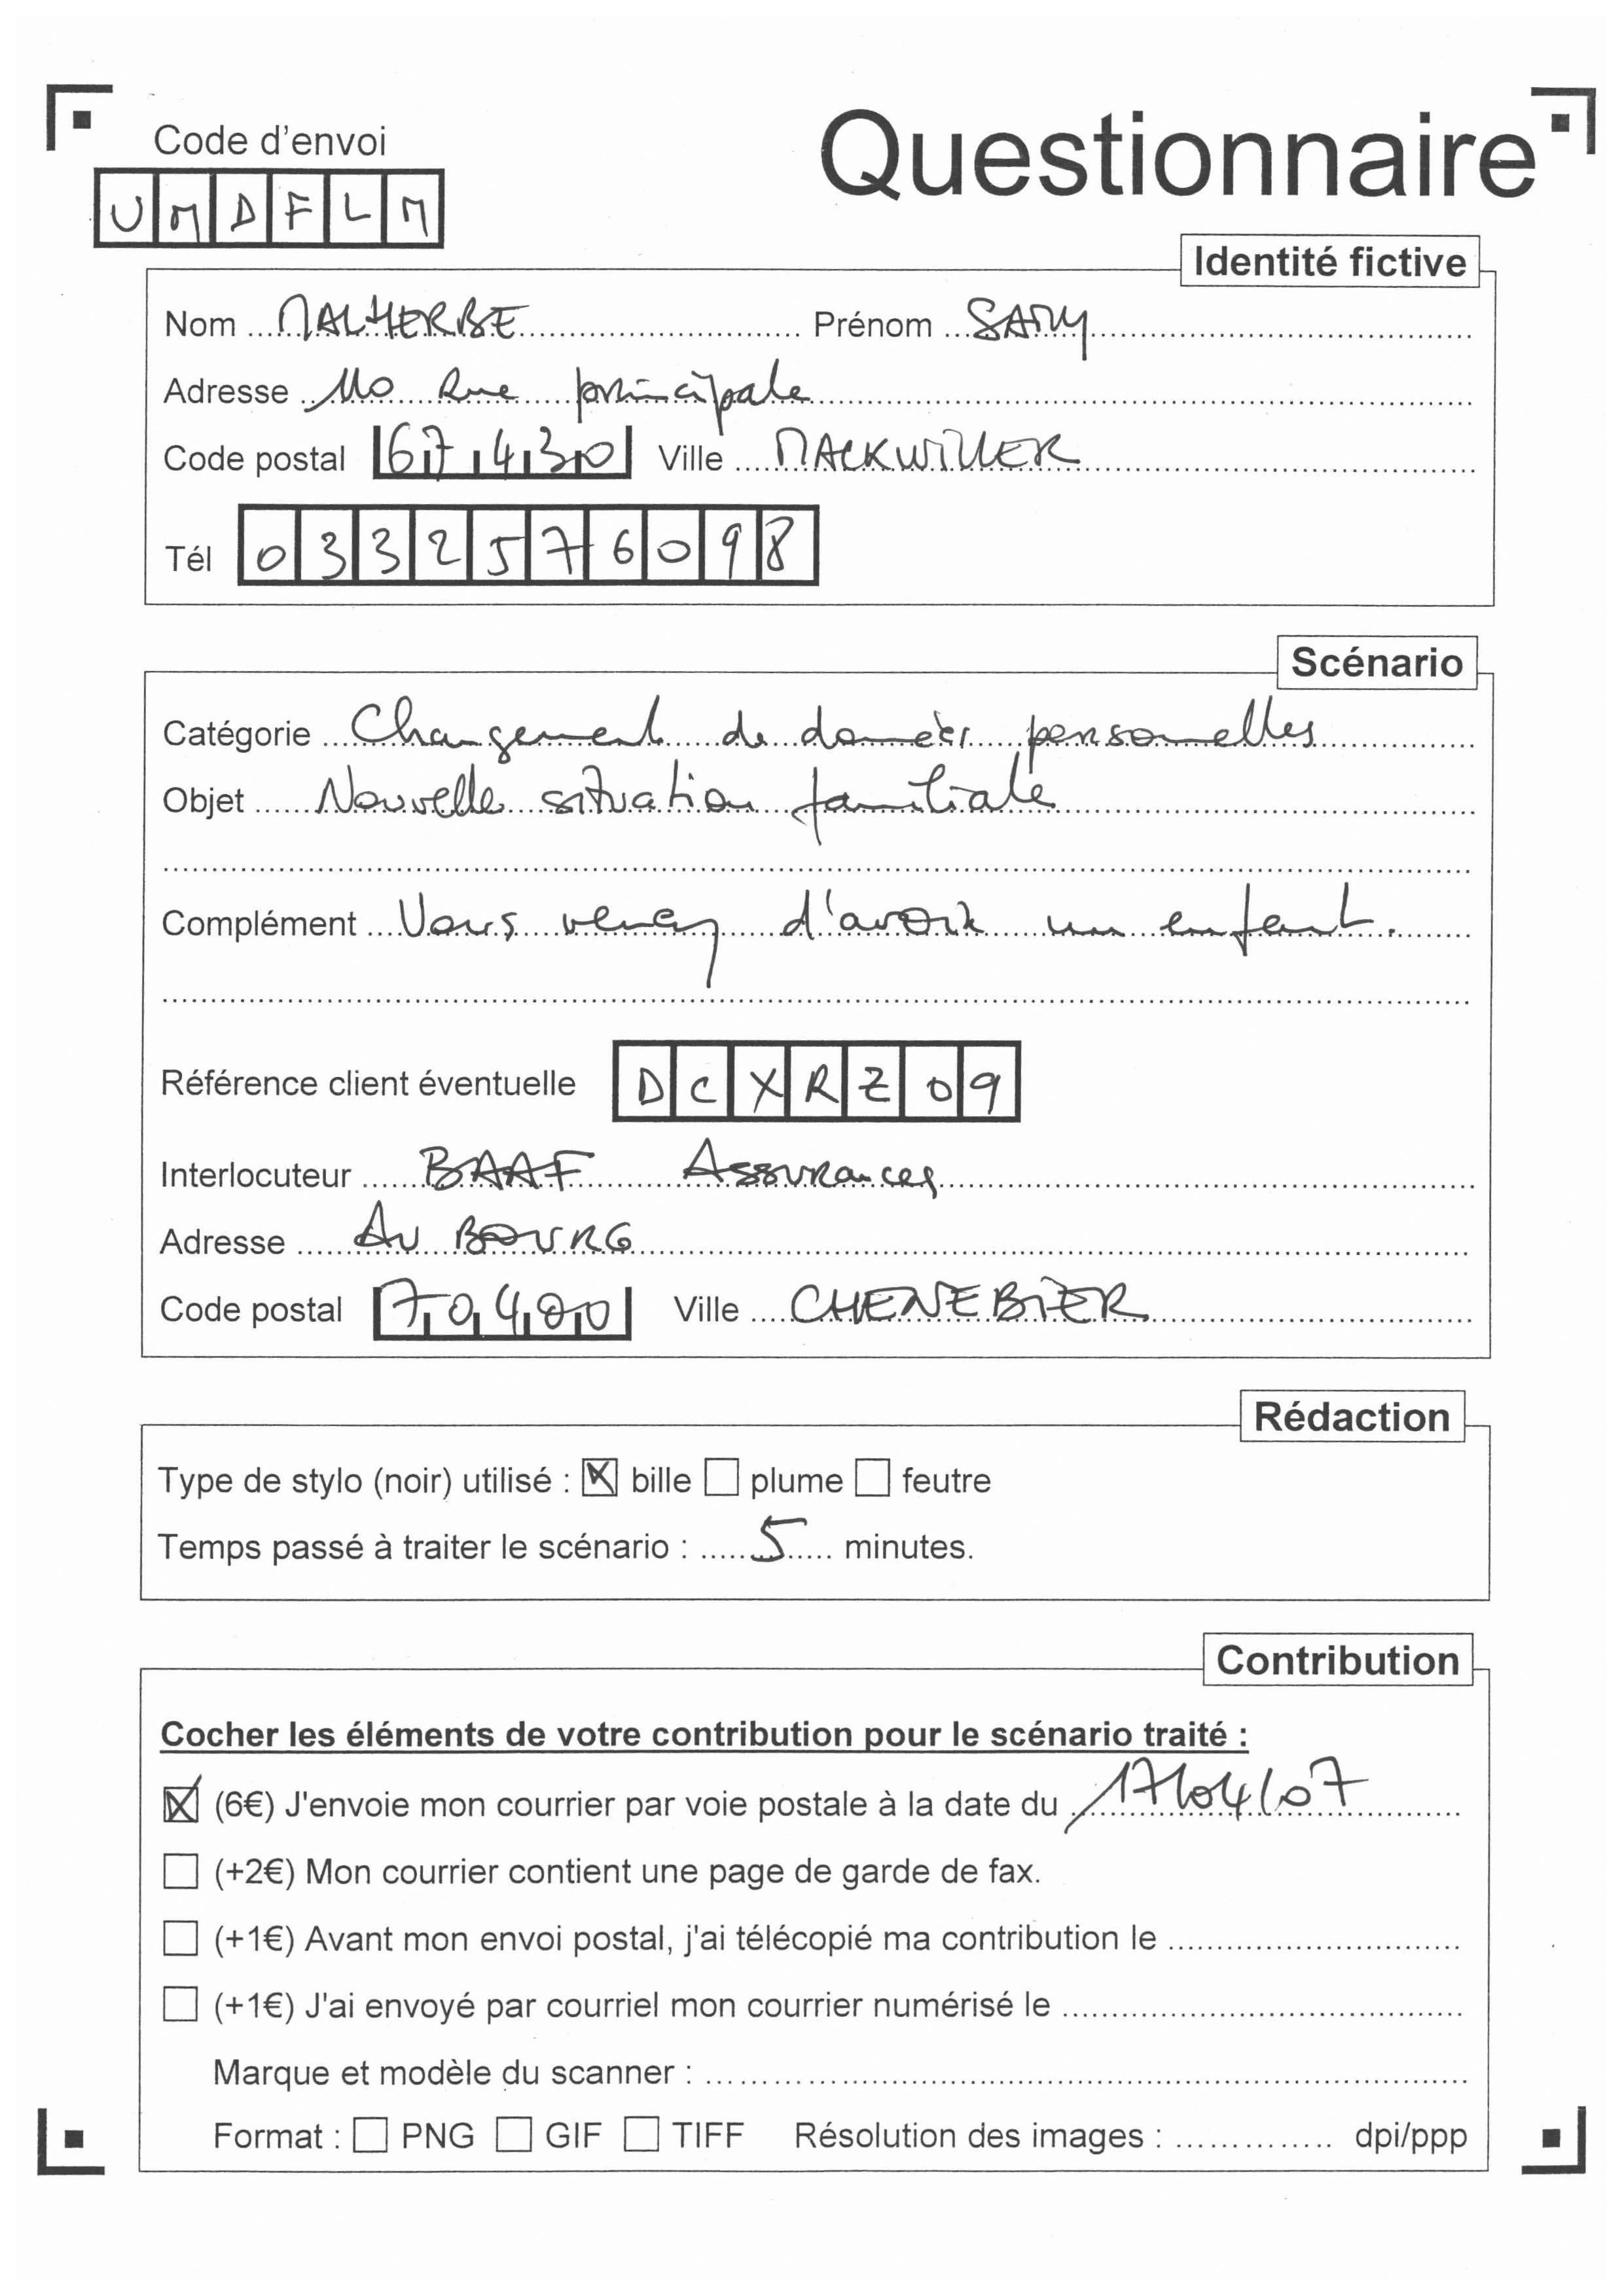 Code d'envoi
Questionnaire
UMDFLM
Identité fictive
Nom MALHERBE Prénom SAMY
Adresse 110 Rue principale
Code postal 67430 Ville MACKWILLER
Tél 0332576098
Scénario
Catégorie Changement de données personnelles
Objet Nouvelle situation familiale
Complément Vous venez d'avoir un enfant.
Référence client éventuelle DCXRZ09
Interlocuteur BAAF Assurances
Adresse AU BOURG
Code postal 70400 Ville CHENEBIER
Rédaction
Type de stylo (noir) utilisé : ☒ bille ☐ plume ☐ feutre
Temps passé à traiter le scénario : 5 minutes.
Contribution
Cocher les éléments de votre contribution pour le scénario traité :
☒ (6€) J'envoie mon courrier par voie postale à la date du 17/04/07
☐ (+2€) Mon courrier contient une page de garde de fax.
☐ (+1€) Avant mon envoi postal, j'ai télécopié ma contribution le
☐ (+1€) J'ai envoyé par courriel mon courrier numérisé le
Marque et modèle du scanner :
Format : ☐ PNG ☐ GIF ☐ TIFF Résolution des images : dpi/ppp